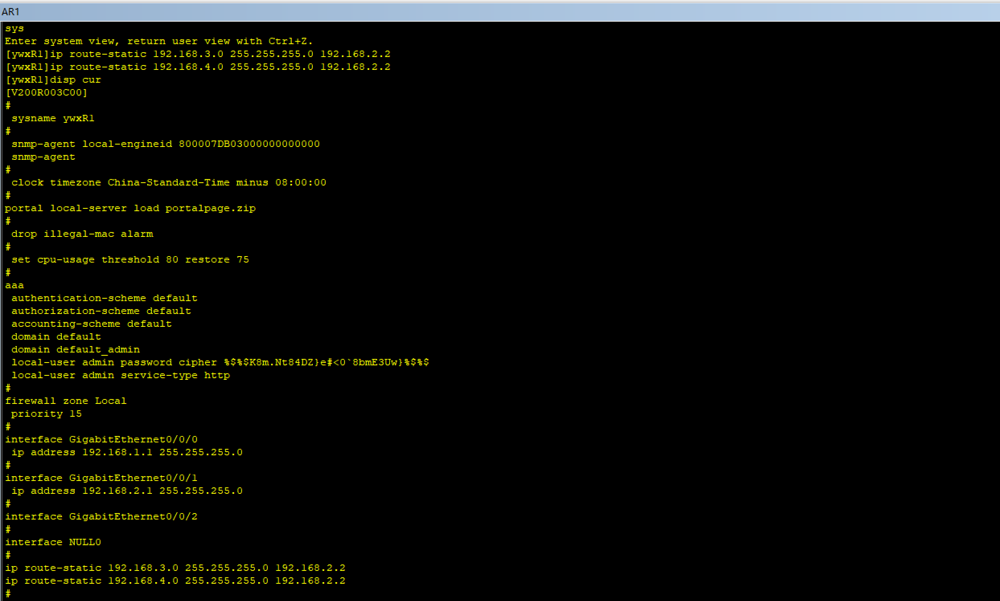 AR1
sys
Enter system view, return user view with Ctrl+Z.
[ywxR1]ip route-static 192.168.3.0 255.255.255.0 192.168.2.2
[ywxR1]ip route-static 192.168.4.0 255.255.255.0 192.168.2.2
[ywxR1]disp cur
[V200R003C00]
#
 sysname ywxR1
#
 snmp-agent local-engineid 800007DB03000000000000
 snmp-agent
#
 clock timezone China-Standard-Time minus 08:00:00
#
portal local-server load portalpage.zip
#
 drop illegal-mac alarm
#
 set cpu-usage threshold 80 restore 75
#
aaa
 authentication-scheme default
 authorization-scheme default
 accounting-scheme default
 domain default
 domain default_admin
 local-user admin password cipher %$%$K8m.Nt84DZ}e#<0`8bmE3Uw}%$%$
 local-user admin service-type http
#
firewall zone Local
 priority 15
#
interface GigabitEthernet0/0/0
 ip address 192.168.1.1 255.255.255.0
#
interface GigabitEthernet0/0/1
 ip address 192.168.2.1 255.255.255.0
#
interface GigabitEthernet0/0/2
#
interface NULL0
#
ip route-static 192.168.3.0 255.255.255.0 192.168.2.2
ip route-static 192.168.4.0 255.255.255.0 192.168.2.2
#